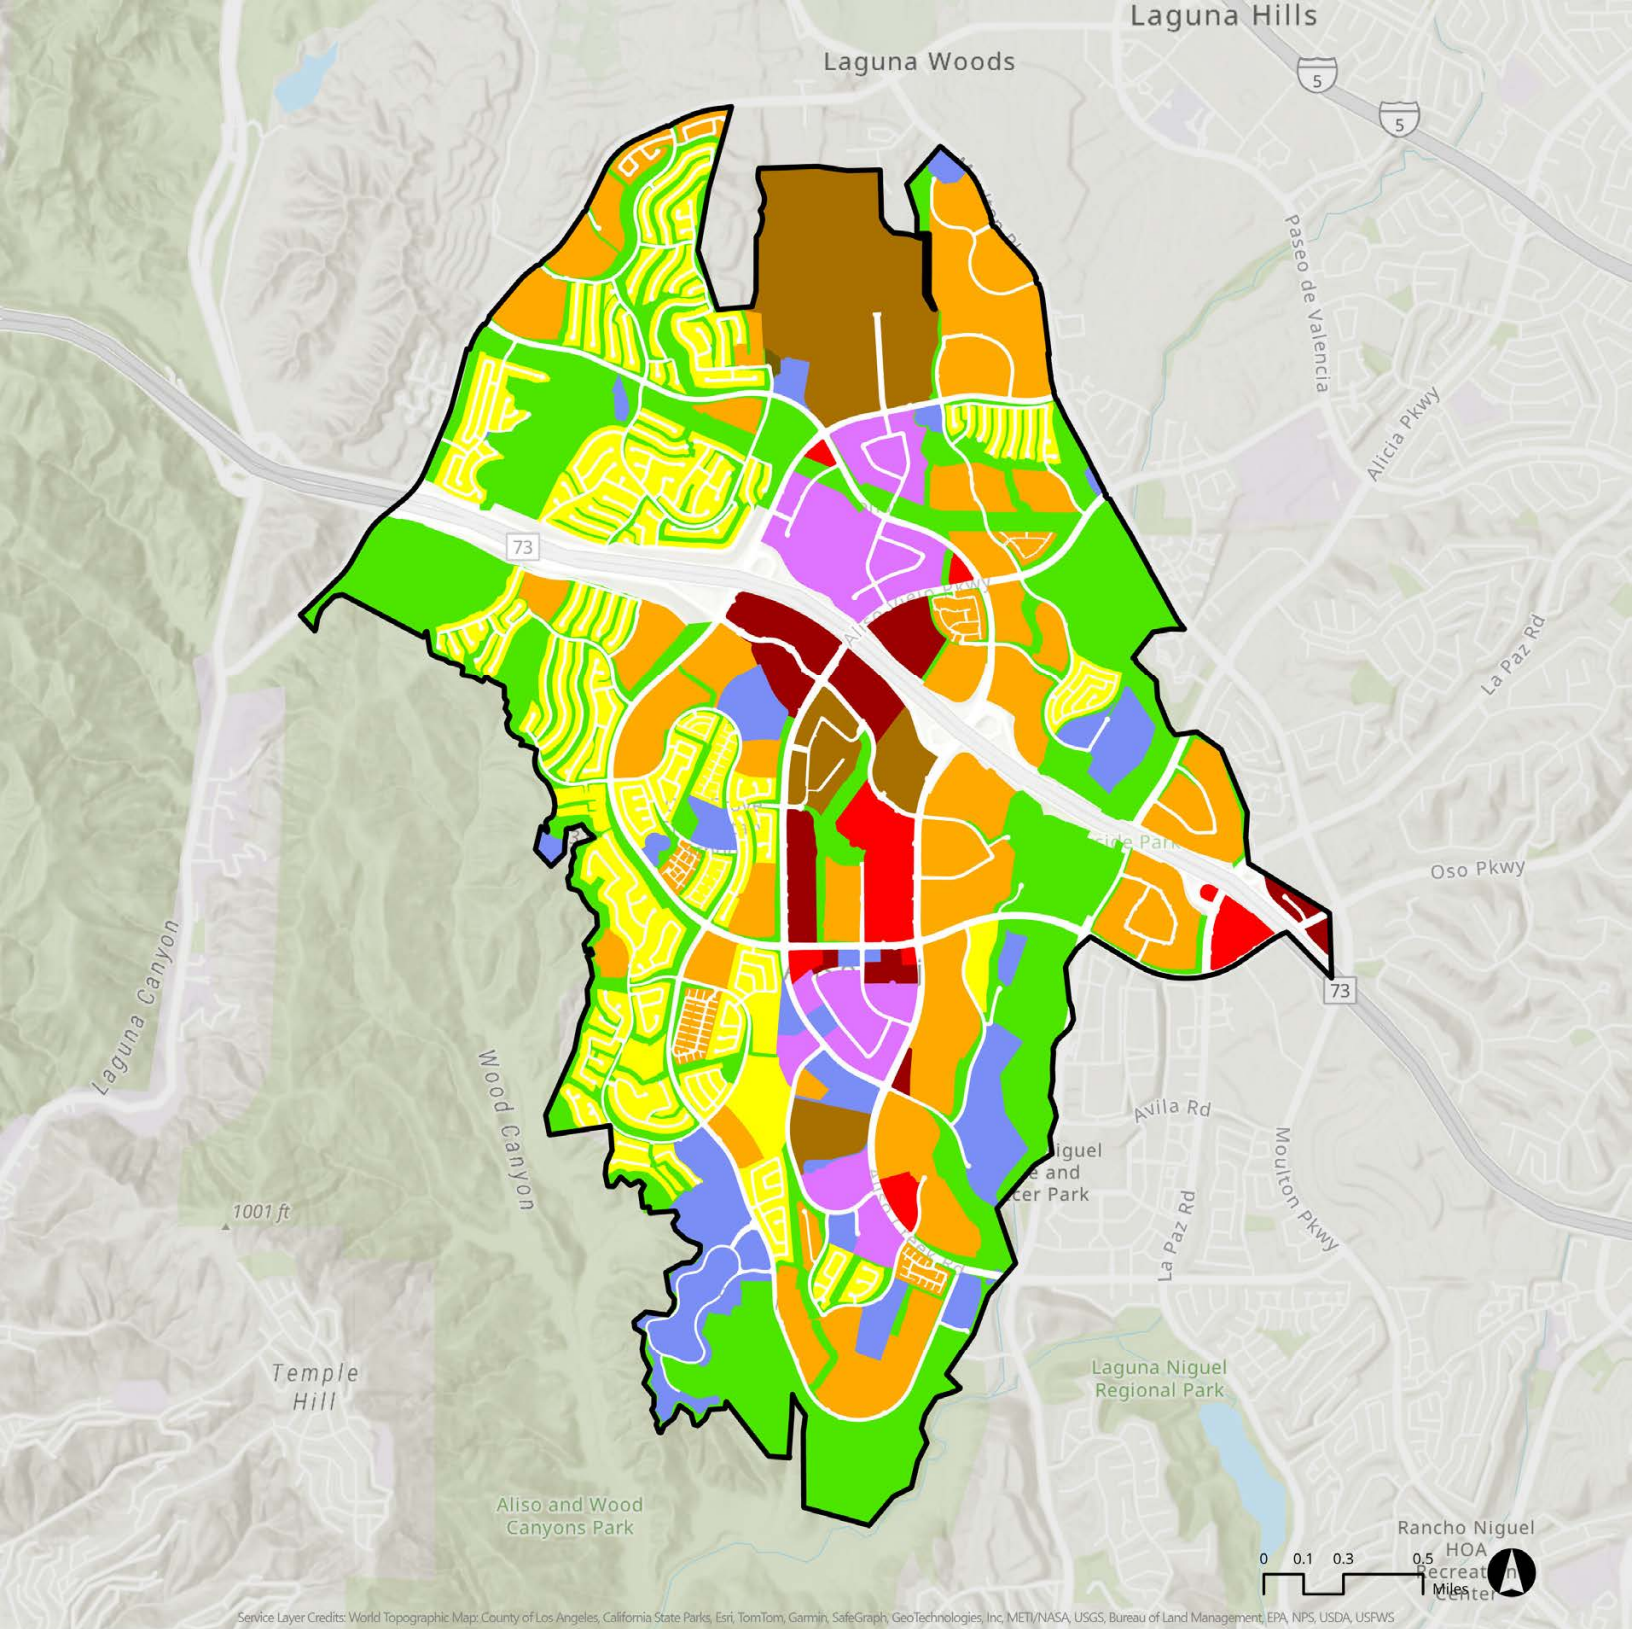 Laguna Hills
Laguna Woods
5
5
Paseo de Valencia
Alicia Pkwy
73
La Paz Rd
Oso Pkwy
73
Laguna Canyon
Wood Canyon
Avila Rd
Moulton Pkwy
La Paz Rd
1001 ft
Temple
Hill
Laguna Niguel
Regional Park
Aliso and Wood
Canyons Park
Rancho Niguel
HOA
Recreation
Center
0 0.1 0.3 0.5
Miles
Service Layer Credits: World Topographic Map: County of Los Angeles, California State Parks, Esri, TomTom, Garmin, SafeGraph, GeoTechnologies, Inc, METI/NASA, USGS, Bureau of Land Management, EPA, NPS, USDA, USFWS